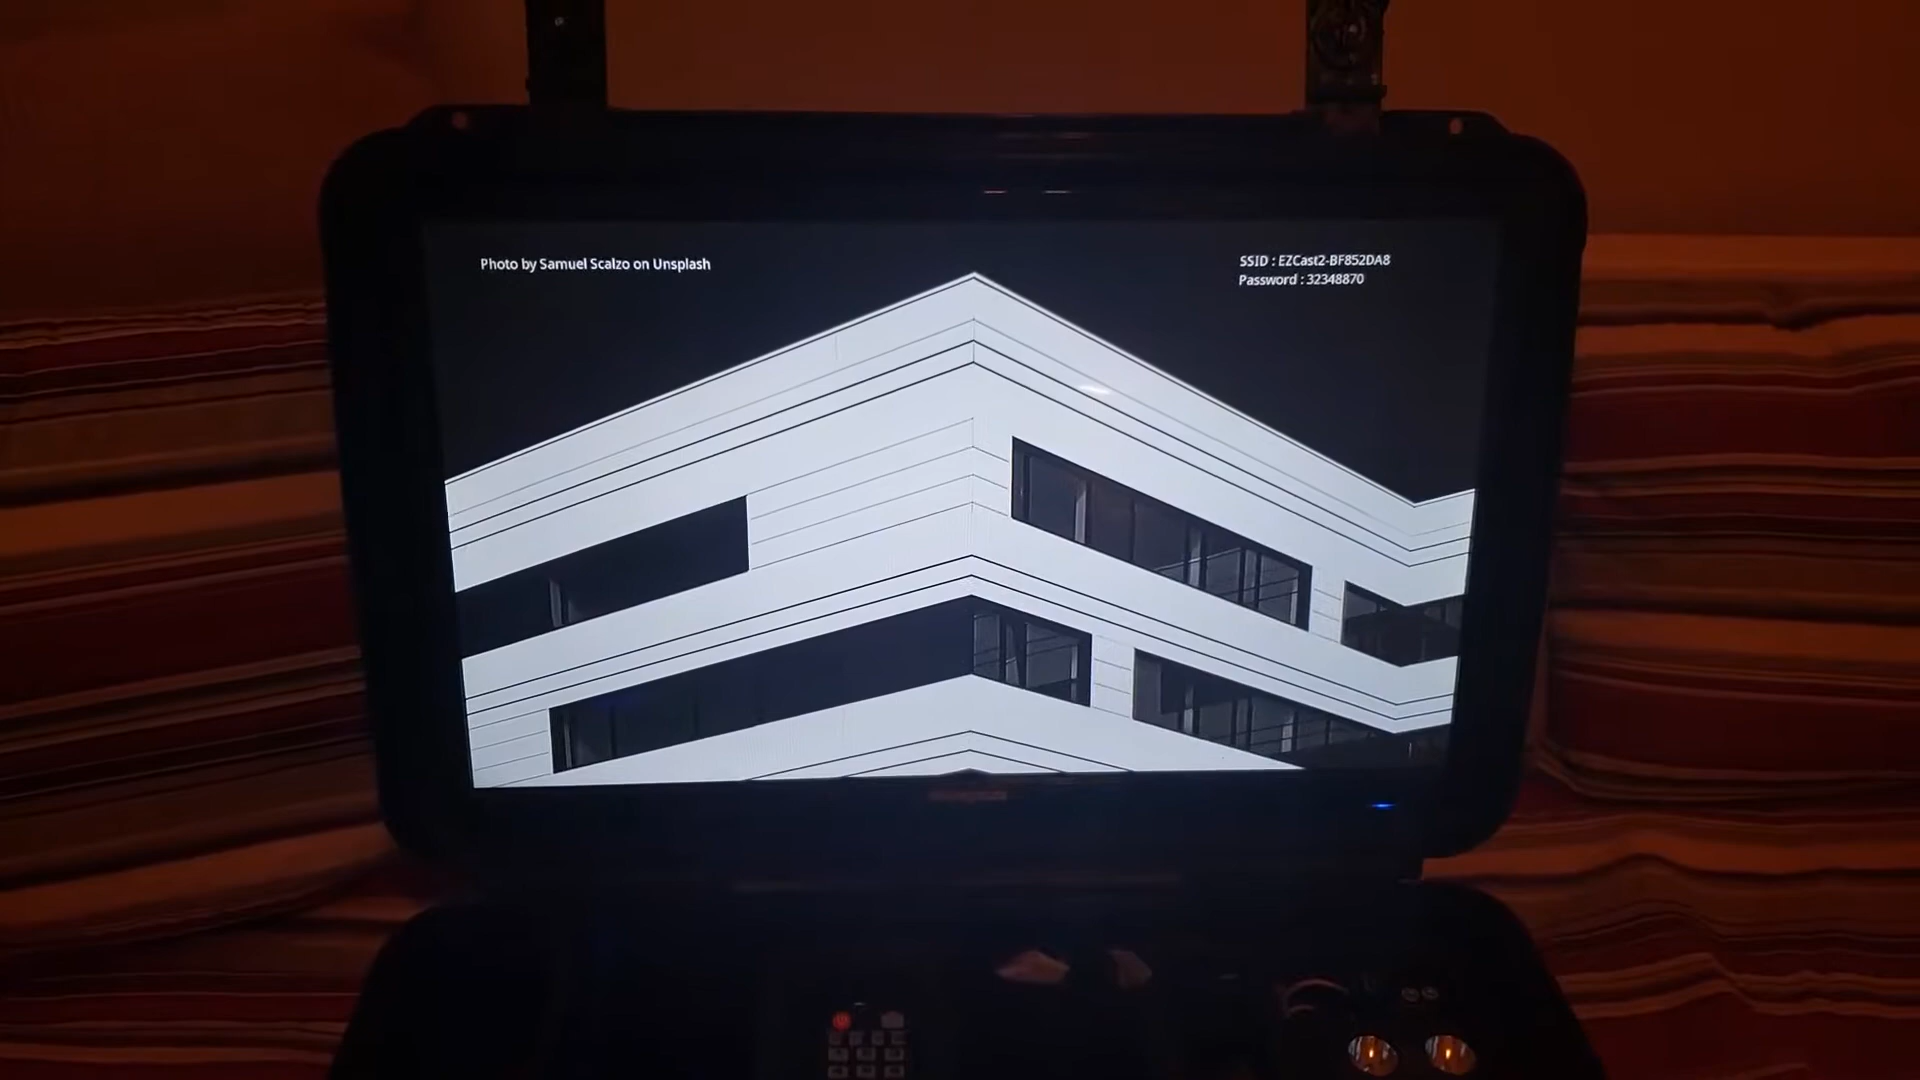 Photo by Samuel Scalzo on Unsplash
SSID : EZCast2-BF852DA8
Password : 32348870